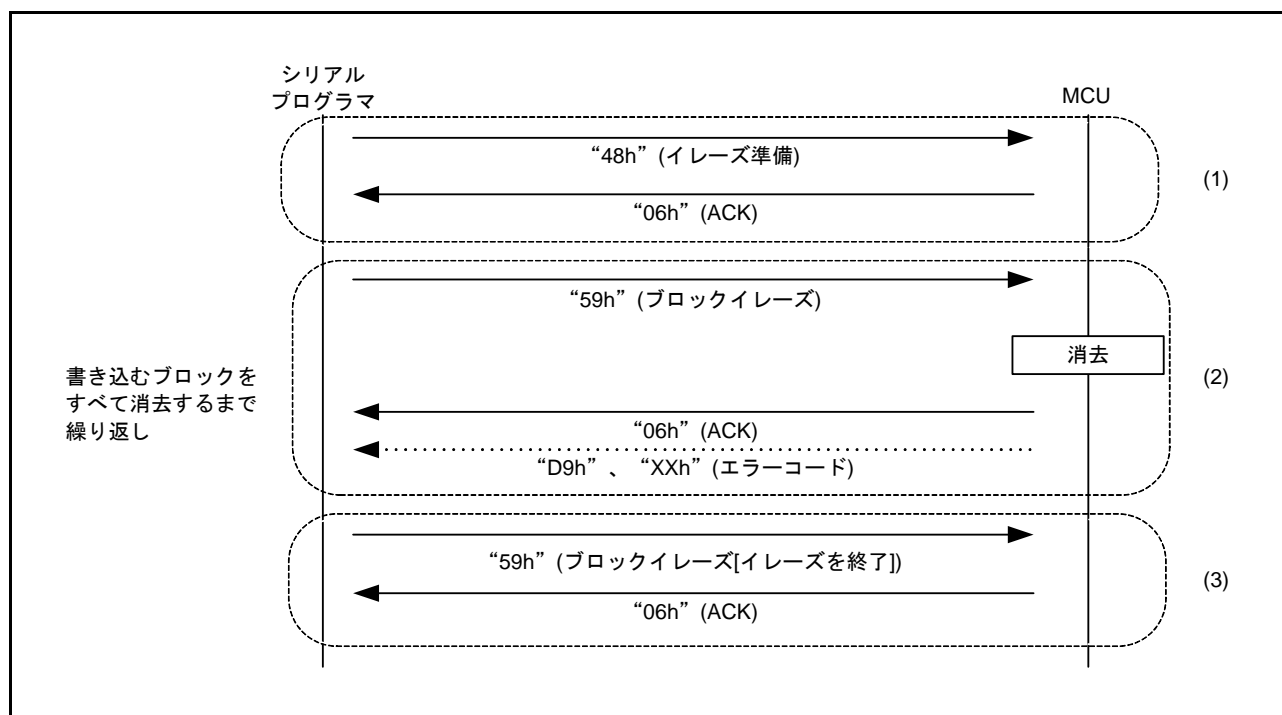 シリアル
プログラマ
MCU
“48h” (イレーズ準備)
(1)
“06h” (ACK)
“59h” (ブロックイレーズ)
消去
書き込むブロックを
すべて消去するまで
繰り返し
(2)
“06h” (ACK)
“D9h” 、 “XXh” (エラーコード)
“59h” (ブロックイレーズ[イレーズを終了])
(3)
“06h” (ACK)